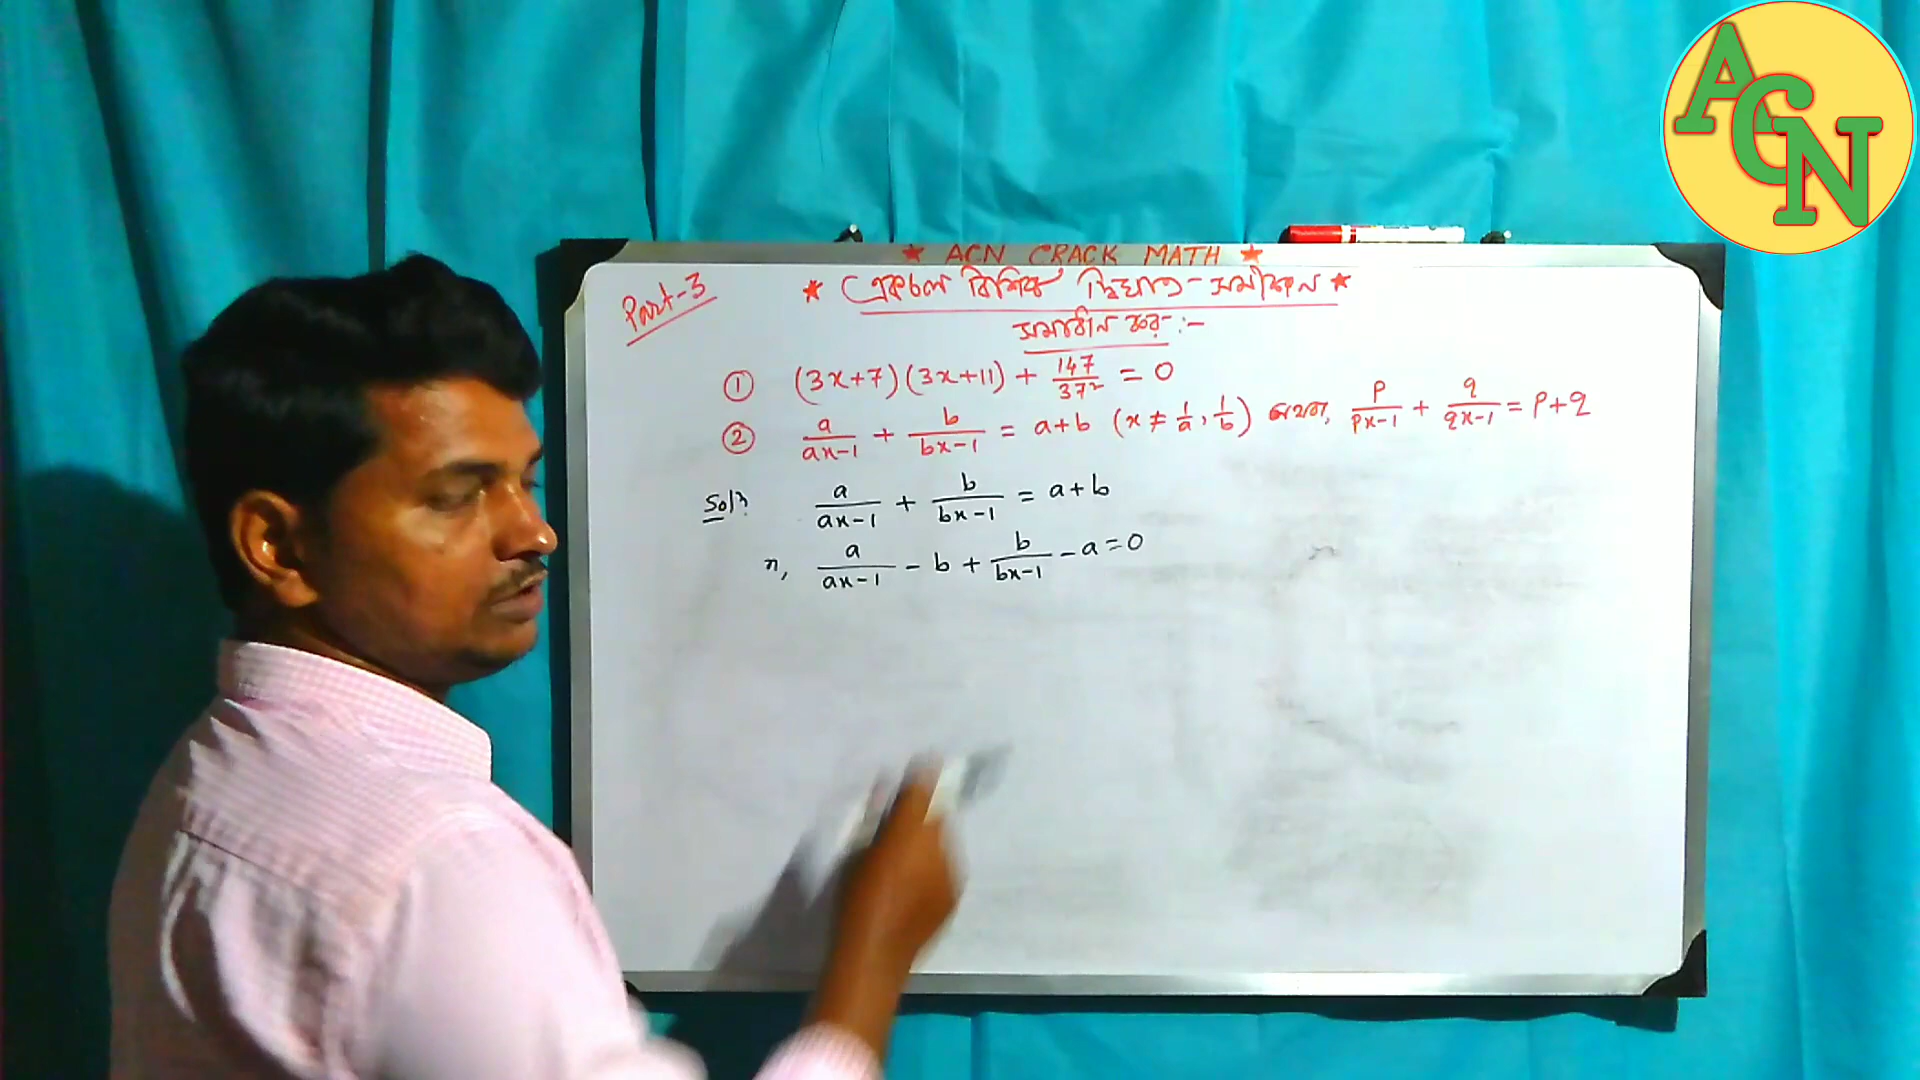 ACN
★ ACN CRACK MATH ★
Part-3
★ একচল বিশিষ্ট দ্বিঘাত-সমীকরন ★
সমাধান কর:-
① (3x+7)(3x+11) + 147/37² = 0
② a/(ax-1) + b/(bx-1) = a+b (x ≠ 1/a, 1/b) অথবা, p/(px-1) + q/(qx-1) = p+q
Solⁿ: a/(ax-1) + b/(bx-1) = a+b
a/(ax-1) - b + b/(bx-1) - a = 0